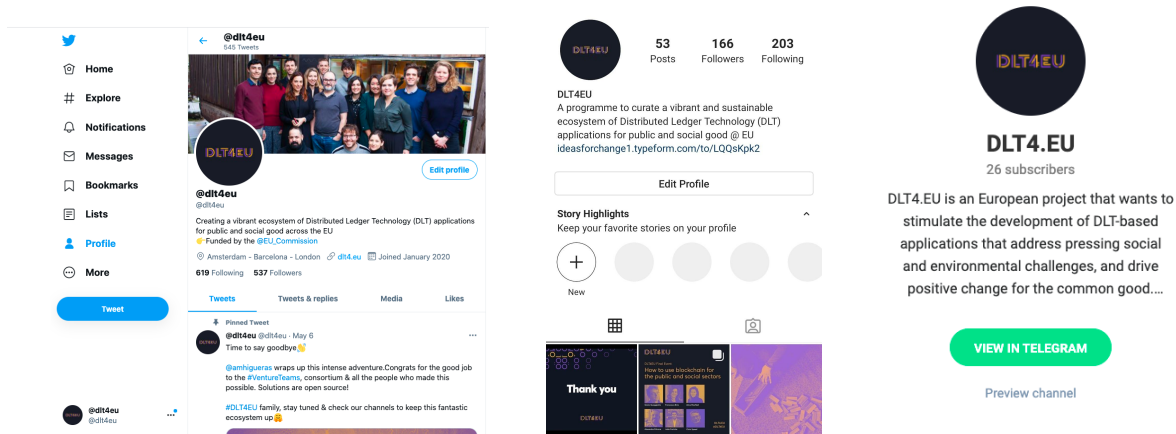 @dlt4eu
545 Tweets
Home
Explore
Notifications
Messages
Bookmarks
Lists
Profile
More
Tweet
@dlt4eu
@dlt4eu
DLT4EU
Edit profile
@dlt4eu
@dlt4eu
Creating a vibrant ecosystem of Distributed Ledger Technology (DLT) applications
for public and social good across the EU
Funded by the @EU_Commission
Amsterdam - Barcelona - London dlt4.eu Joined January 2020
619 Following 537 Followers
Tweets Tweets & replies Media Likes
Pinned Tweet
@dlt4eu @dlt4eu · May 6
Time to say goodbye👋
@amhigueras wraps up this intense adventure.Congrats for the good job
to the #VentureTeams, consortium & all the people who made this
possible. Solutions are open source!
#DLT4EU family, stay tuned & check our channels to keep this fantastic
ecosystem up🤗
DLT4EU
53 166 203
Posts Followers Following
DLT4EU
A programme to curate a vibrant and sustainable
ecosystem of Distributed Ledger Technology (DLT)
applications for public and social good @ EU
ideasforchange1.typeform.com/to/LQQsKpk2
Edit Profile
Story Highlights
Keep your favorite stories on your profile
New
Thank you
DLT4EU
DLT4EU
How to use blockchain for
the public and social sectors
DLT4EU
DLT4.EU
26 subscribers
DLT4.EU is an European project that wants to
stimulate the development of DLT-based
applications that address pressing social
and environmental challenges, and drive
positive change for the common good....
VIEW IN TELEGRAM
Preview channel